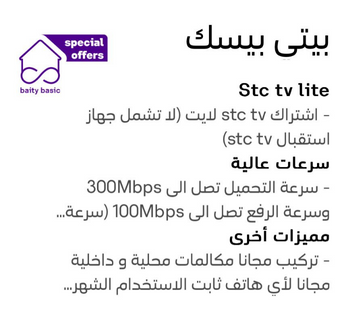 special
offers
baity basic
بيتي بيسك
Stc tv lite
- اشتراك stc tv لايت (لا تشمل جهاز
استقبال stc tv)
سرعات عالية
- سرعة التحميل تصل الى 300Mbps
وسرعة الرفع تصل الى 100Mbps (سرعة...
مميزات أخرى
- تركيب مجانا مكالمات محلية و داخلية
مجانا لأي هاتف ثابت الاستخدام الشهر...